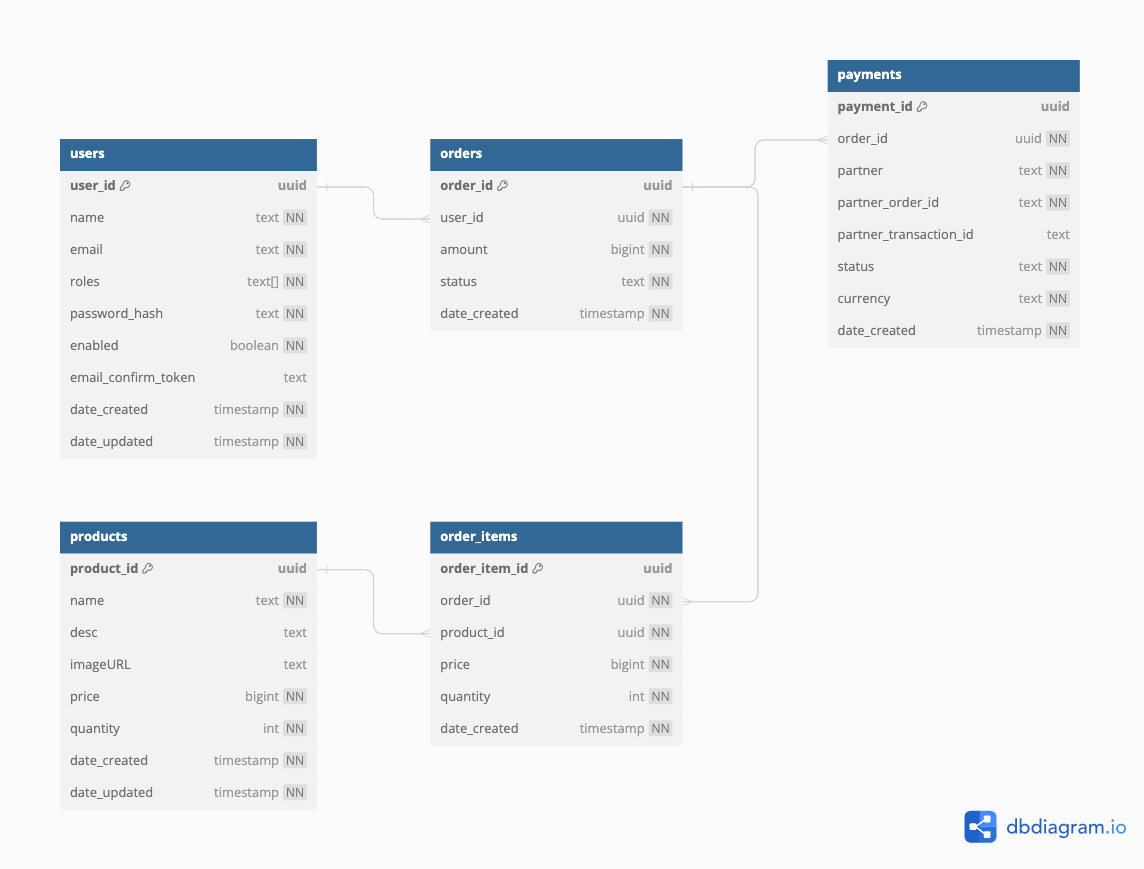 users
user_id uuid
name text NN
email text NN
roles text[] NN
password_hash text NN
enabled boolean NN
email_confirm_token text
date_created timestamp NN
date_updated timestamp NN
orders
order_id uuid
user_id uuid NN
amount bigint NN
status text NN
date_created timestamp NN
payments
payment_id uuid
order_id uuid NN
partner text NN
partner_order_id text NN
partner_transaction_id text
status text NN
currency text NN
date_created timestamp NN
products
product_id uuid
name text NN
desc text
imageURL text
price bigint NN
quantity int NN
date_created timestamp NN
date_updated timestamp NN
order_items
order_item_id uuid
order_id uuid NN
product_id uuid NN
price bigint NN
quantity int NN
date_created timestamp NN
dbdiagram.io